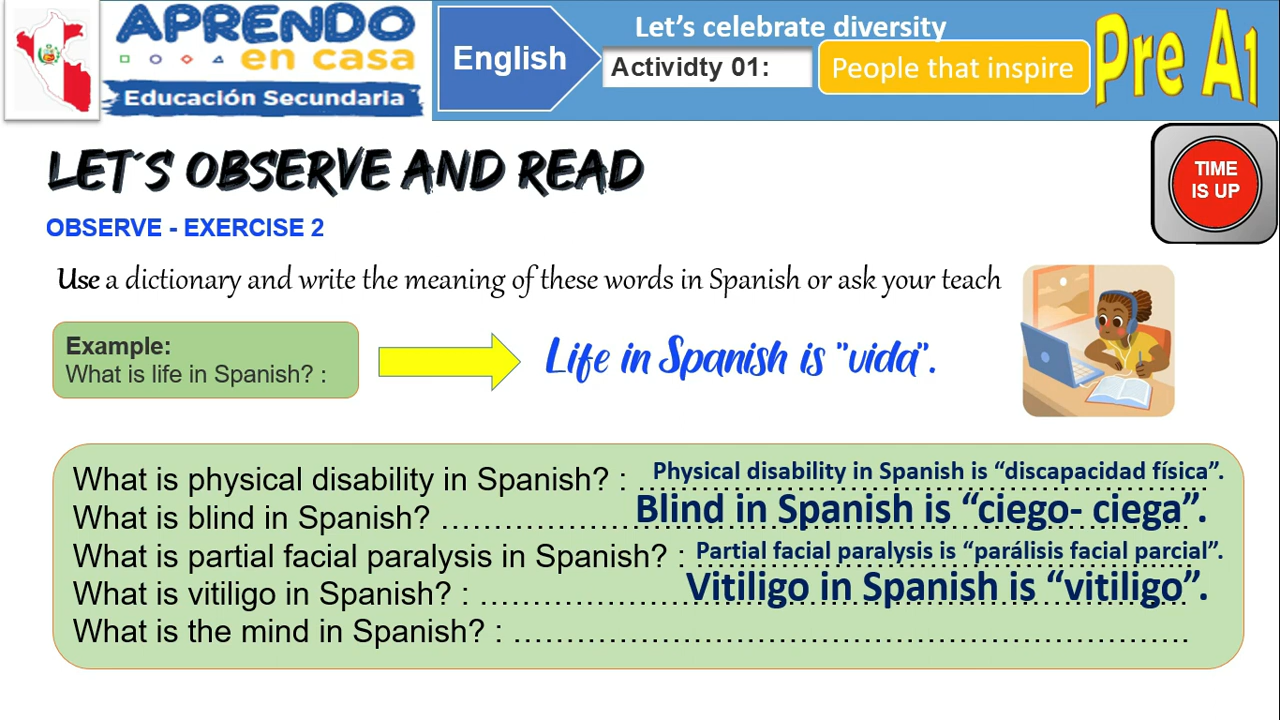 APRENDO
en casa
Educación Secundaria
English
Let's celebrate diversity
Activitdty 01:
People that inspire
Pre A1
LET'S OBSERVE AND READ
TIME
IS UP
OBSERVE - EXERCISE 2
Use a dictionary and write the meaning of these words in Spanish or ask your teach
Example:
What is life in Spanish? :
Life in Spanish is "vida".
What is physical disability in Spanish? : Physical disability in Spanish is “discapacidad física”.
What is blind in Spanish? Blind in Spanish is “ciego- ciega”.
What is partial facial paralysis in Spanish? : Partial facial paralysis is “parálisis facial parcial”.
What is vitiligo in Spanish? : Vitiligo in Spanish is “vitiligo”.
What is the mind in Spanish? : ……………………………………………………………….